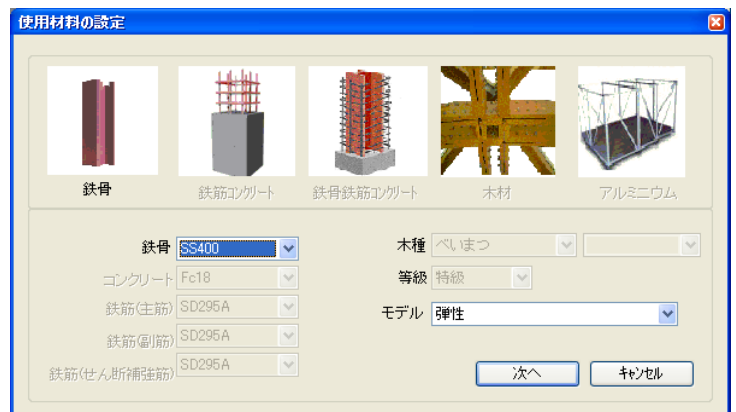 使用材料の設定
鉄骨
鉄筋コンクリート
鉄骨鉄筋コンクリート
木材
アルミニウム
鉄骨 SS400
コンクリート Fc18
鉄筋(主筋) SD295A
鉄筋(副筋) SD295A
鉄筋(せん断補強筋) SD295A
木種 べいまつ
等級 特級
モデル 弾性
次へ
キャンセル